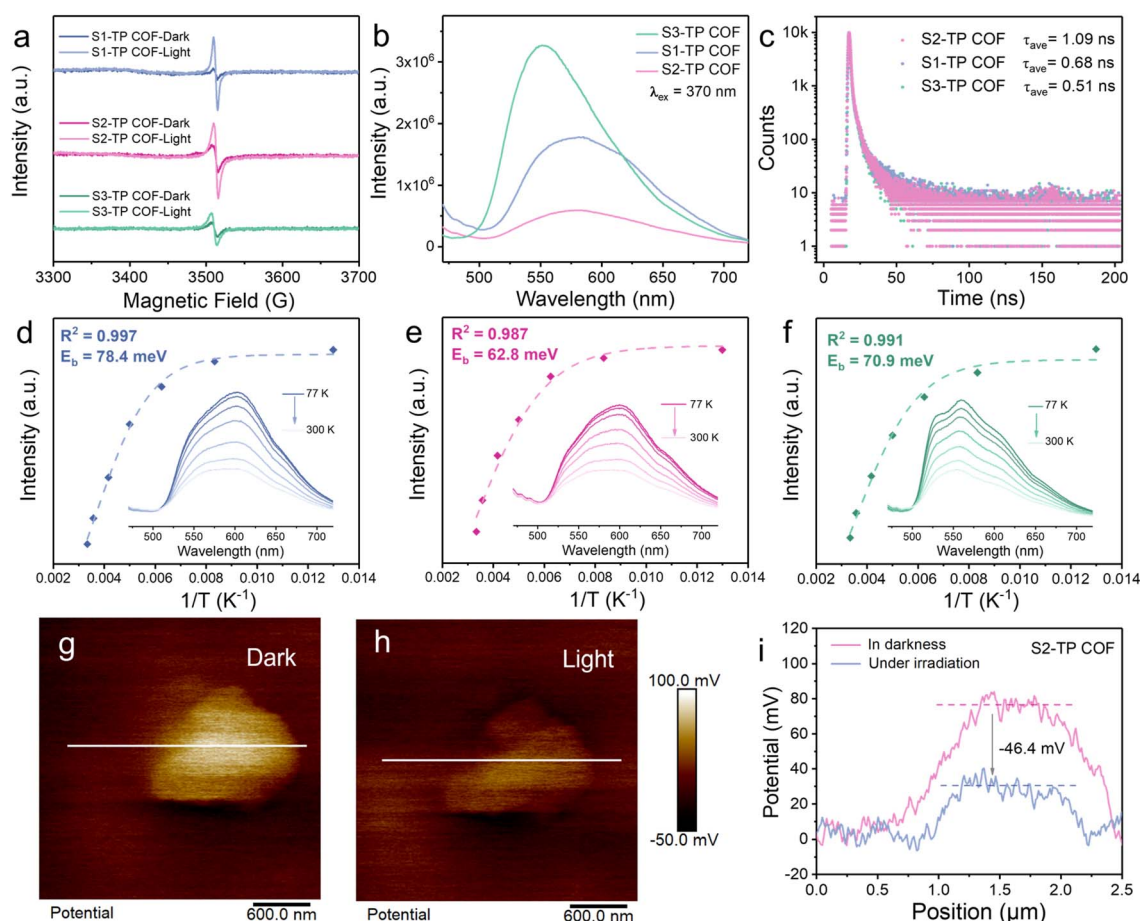 a
S1-TP COF-Dark
S1-TP COF-Light
S2-TP COF-Dark
S2-TP COF-Light
S3-TP COF-Dark
S3-TP COF-Light
Intensity (a.u.)
3300 3400 3500 3600 3700
Magnetic Field (G)
b
S3-TP COF
S1-TP COF
S2-TP COF
λex = 370 nm
Intensity (a.u.)
3×10⁶
2×10⁶
1×10⁶
0
500 550 600 650 700
Wavelength (nm)
c
S2-TP COF τave = 1.09 ns
S1-TP COF τave = 0.68 ns
S3-TP COF τave = 0.51 ns
Counts
10k
1k
100
10
1
0 50 100 150 200
Time (ns)
d
R² = 0.997
Eb = 78.4 meV
77 K
300 K
500 550 600 650 700
Wavelength (nm)
Intensity (a.u.)
0.002 0.004 0.006 0.008 0.010 0.012 0.014
1/T (K⁻¹)
e
R² = 0.987
Eb = 62.8 meV
77 K
300 K
500 550 600 650 700
Wavelength (nm)
Intensity (a.u.)
0.002 0.004 0.006 0.008 0.010 0.012 0.014
1/T (K⁻¹)
f
R² = 0.991
Eb = 70.9 meV
77 K
300 K
500 550 600 650 700
Wavelength (nm)
Intensity (a.u.)
0.002 0.004 0.006 0.008 0.010 0.012 0.014
1/T (K⁻¹)
g
Dark
Potential
600.0 nm
h
Light
Potential
600.0 nm
100.0 mV
-50.0 mV
i
In darkness
Under irradiation
S2-TP COF
-46.4 mV
Potential (mV)
120
100
80
60
40
20
0
-20
0.0 0.5 1.0 1.5 2.0 2.5
Position (μm)